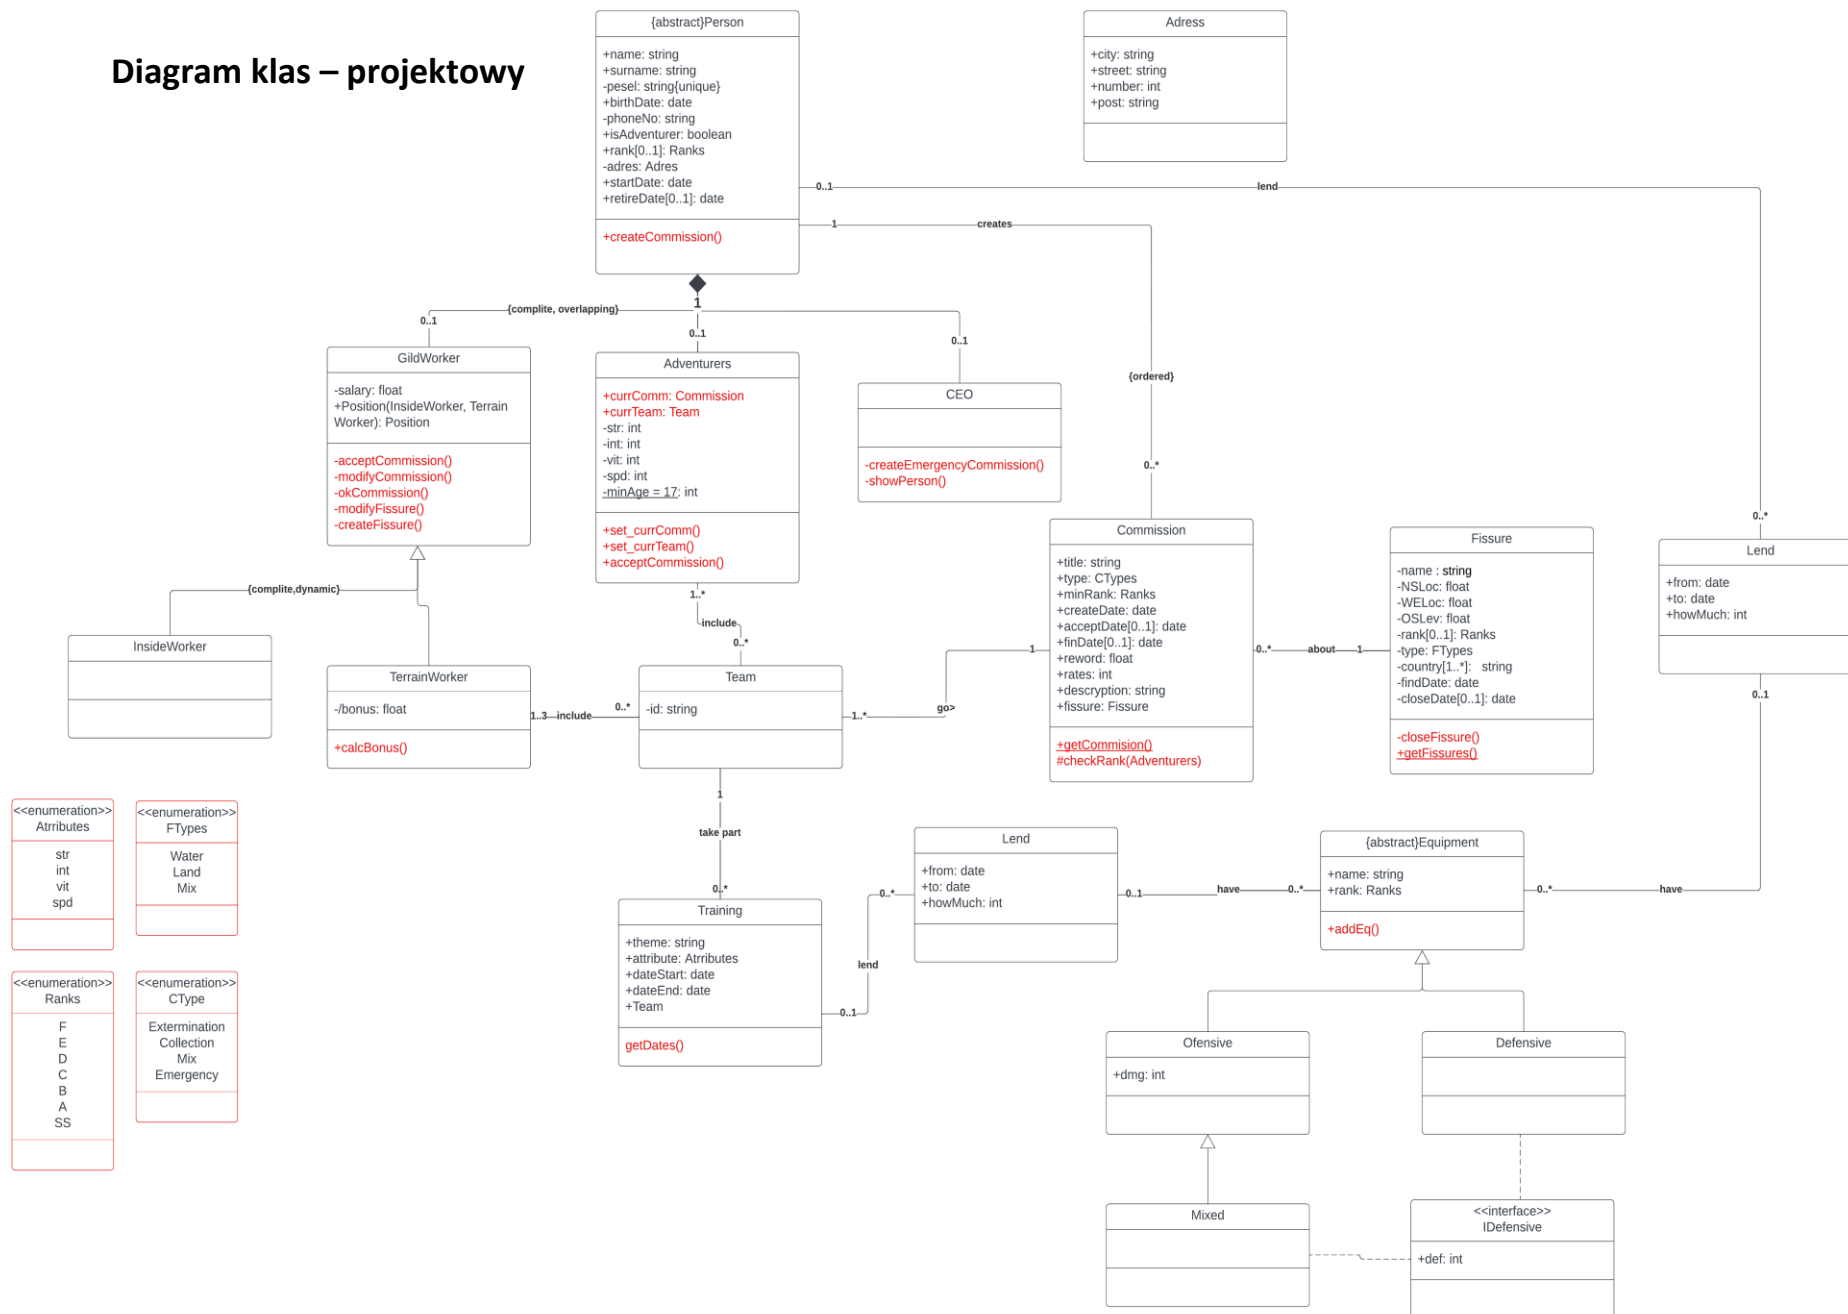 Diagram klas – projektowy
{abstract}Person
+name: string
+surname: string
-pesel: string{unique}
+birthDate: date
-phoneNo: string
+isAdventurer: boolean
+rank[0..1]: Ranks
-adres: Adres
+startDate: date
+retireDate[0..1]: date
+createCommission()
Adress
+city: string
+street: string
+number: int
+post: string
0..1
lend
1
creates
1
{complite, overlapping}
0..1
0..1
0..1
{ordered}
0..*
0..*
GildWorker
-salary: float
+Position(InsideWorker, Terrain
Worker): Position
-acceptCommission()
-modifyCommission()
-okCommission()
-modifyFissure()
-createFissure()
Adventurers
+currComm: Commission
+currTeam: Team
-str: int
-int: int
-vit: int
-spd: int
-minAge = 17: int
+set_currComm()
+set_currTeam()
+acceptCommission()
CEO
-createEmergencyCommission()
-showPerson()
Commission
+title: string
+type: CTypes
+minRank: Ranks
+createDate: date
+acceptDate[0..1]: date
+finDate[0..1]: date
+reword: float
+rates: int
+descryption: string
+fissure: Fissure
+getCommision()
#checkRank(Adventurers)
Fissure
-name : string
-NSLoc: float
-WELoc: float
-OSLev: float
-rank[0..1]: Ranks
-type: FTypes
-country[1..*]: string
-findDate: date
-closeDate[0..1]: date
-closeFissure()
+getFissures()
Lend
+from: date
+to: date
+howMuch: int
{complite,dynamic}
1..*
include
0..*
1
0..*
about
1
0..1
InsideWorker
TerrainWorker
-/bonus: float
+calcBonus()
1..3
include
0..*
Team
-id: string
1..*
go>
1
take part
0..*
<<enumeration>>
Atrributes
str
int
vit
spd
<<enumeration>>
FTypes
Water
Land
Mix
<<enumeration>>
Ranks
F
E
D
C
B
A
SS
<<enumeration>>
CType
Extermination
Collection
Mix
Emergency
Training
+theme: string
+attribute: Atrributes
+dateStart: date
+dateEnd: date
+Team
getDates()
0..1
lend
0..*
Lend
+from: date
+to: date
+howMuch: int
0..1
have
0..*
{abstract}Equipment
+name: string
+rank: Ranks
+addEq()
0..*
have
Ofensive
+dmg: int
Defensive
Mixed
<<interface>>
IDefensive
+def: int